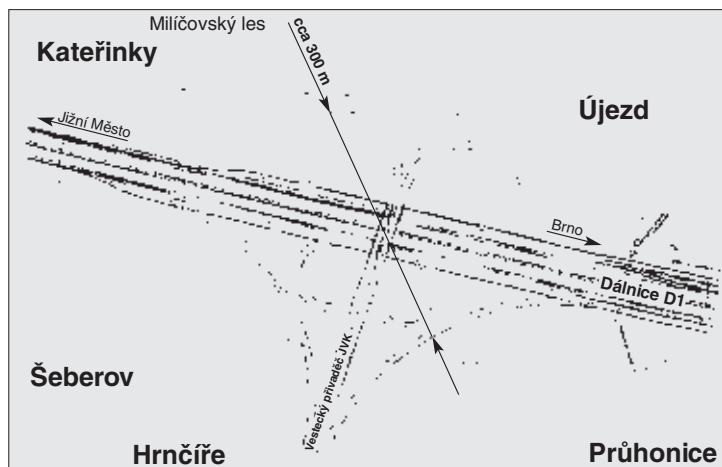 Milíčovský les
Kateřinky
cca 300 m
Újezd
Jižní Město
Brno
Dálnice D1
Vestecký přivaděč JVK
Šeberov
Hrnčíře
Průhonice